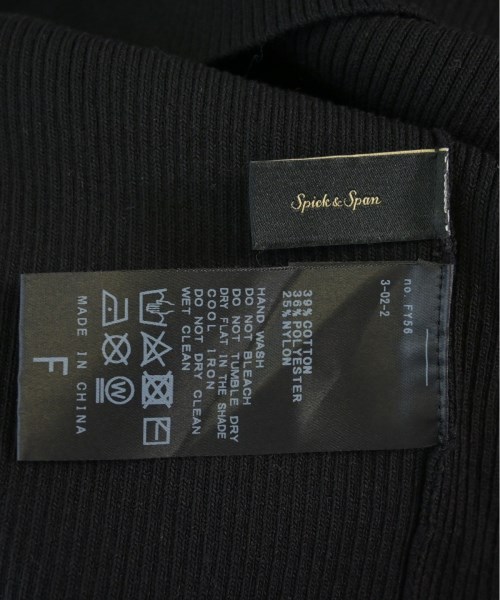 Spick & Span
no. FY56
3-02-2
39% COTTON
36% POLYESTER
25% NYLON
HAND WASH
DO NOT BLEACH
DO NOT TUMBLE DRY
DRY FLAT IN THE SHADE
COOL IRON
DO NOT DRY CLEAN
WET CLEAN
W
MADE IN CHINA
F